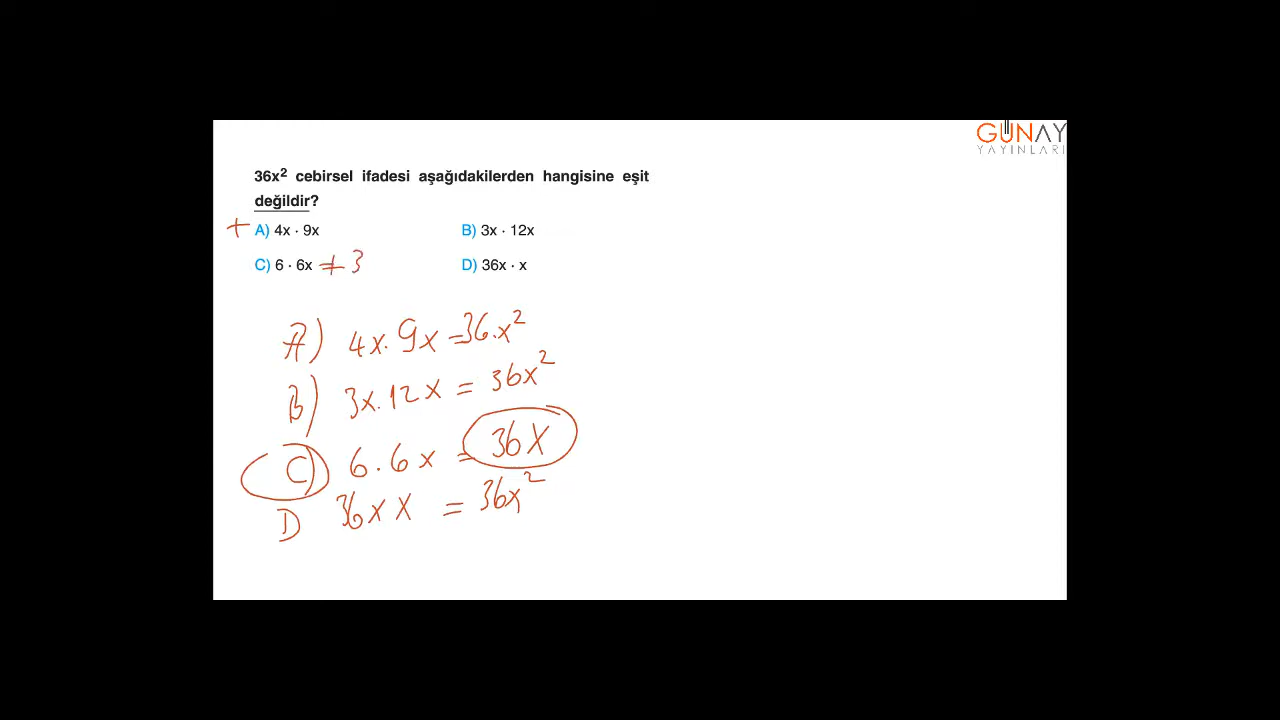 GÜNAY
YAYINLARI
36x² cebirsel ifadesi aşağıdakilerden hangisine eşit
değildir?
+ A) 4x · 9x B) 3x · 12x
C) 6 · 6x + 3 D) 36x · x
A) 4x · 9x = 36 · x²
B) 3x · 12x = 36x²
C) 6 · 6x = 36x
D 36x x = 36x²